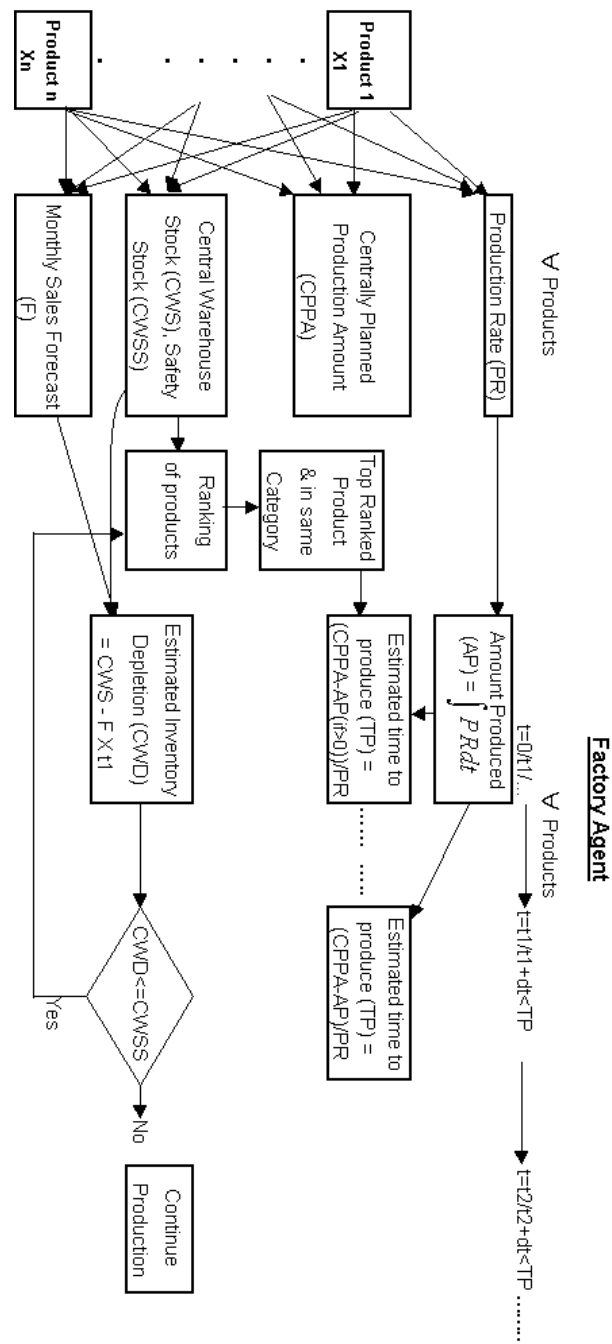 Factory Agent
∀ Products
∀ Products
t=0/t1/...
t=t1/t1+dt<TP
t=t2/t2+dt<TP
........
Product 1
X1
. . . . . .
Product n
Xn
Production Rate (PR)
Centrally Planned
Production Amount
(CPPA)
Central Warehouse
Stock (CWS), Safety
Stock (CWSS)
Monthly Sales Forecast
(F)
Amount Produced
(AP) = ∫ PRdt
Top Ranked
Product
& in same
Category
Ranking
of products
Estimated time to
produce (TP) =
(CPPA-AP(if>0))/PR
........
Estimated time to
produce (TP) =
(CPPA-AP)/PR
Estimated Inventory
Depletion (CWD)
= CWS - F X t1
CWD<=CWSS
Yes
No
Continue
Production